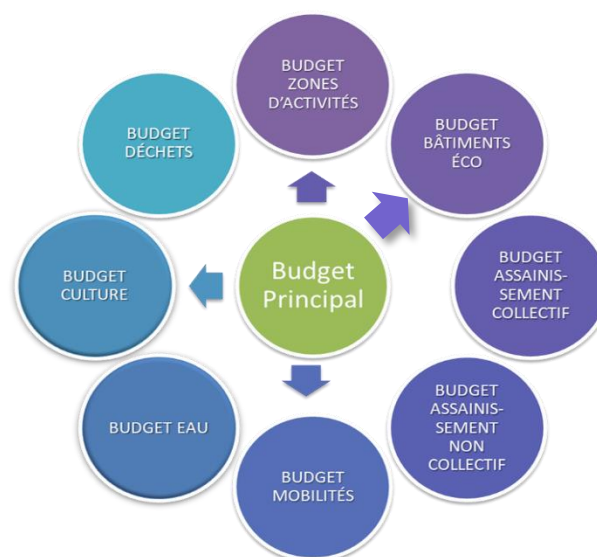 BUDGET
ZONES
D'ACTIVITÉS
BUDGET
BÂTIMENTS
ÉCO
BUDGET
ASSAINIS-
SEMENT
COLLECTIF
BUDGET
ASSAINIS-
SEMENT
NON
COLLECTIF
BUDGET
MOBILITÉS
BUDGET EAU
BUDGET
CULTURE
BUDGET
DÉCHETS
Budget
Principal